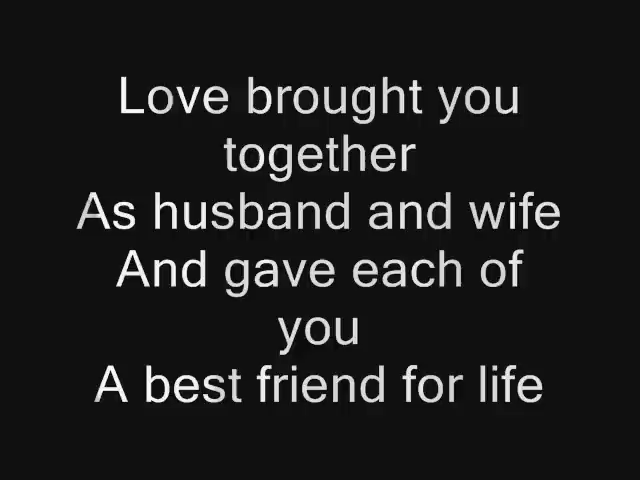 Love brought you
together
As husband and wife
And gave each of
you
A best friend for life